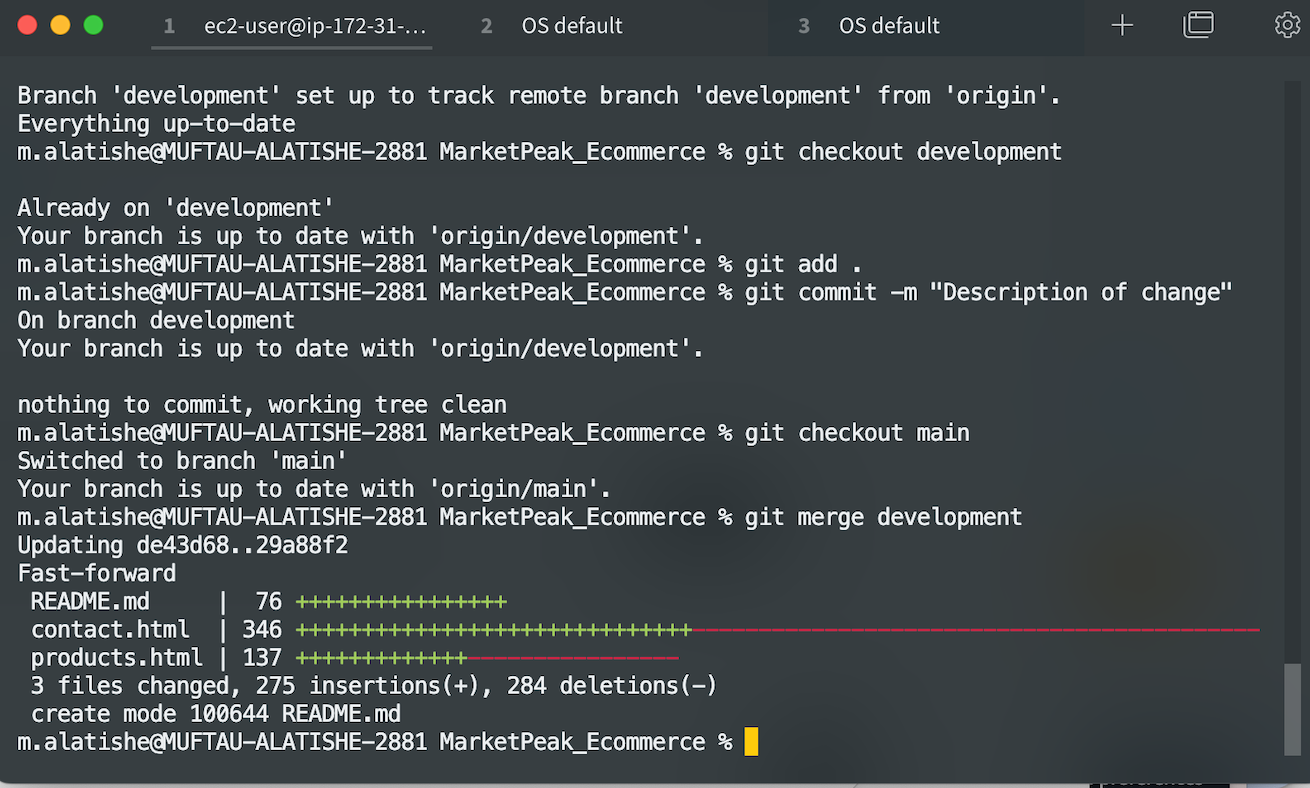 1 ec2-user@ip-172-31-... 2 OS default 3 OS default
Branch 'development' set up to track remote branch 'development' from 'origin'.
Everything up-to-date
m.alatishe@MUFTAU-ALATISHE-2881 MarketPeak_Ecommerce % git checkout development
Already on 'development'
Your branch is up to date with 'origin/development'.
m.alatishe@MUFTAU-ALATISHE-2881 MarketPeak_Ecommerce % git add .
m.alatishe@MUFTAU-ALATISHE-2881 MarketPeak_Ecommerce % git commit -m "Description of change"
On branch development
Your branch is up to date with 'origin/development'.
nothing to commit, working tree clean
m.alatishe@MUFTAU-ALATISHE-2881 MarketPeak_Ecommerce % git checkout main
Switched to branch 'main'
Your branch is up to date with 'origin/main'.
m.alatishe@MUFTAU-ALATISHE-2881 MarketPeak_Ecommerce % git merge development
Updating de43d68..29a88f2
Fast-forward
 README.md     |  76 ++++++++++++++++
 contact.html  | 346 ++++++++++++++++++++++++++++++-------------------------------------------
 products.html | 137 +++++++++++++----------------
 3 files changed, 275 insertions(+), 284 deletions(-)
 create mode 100644 README.md
m.alatishe@MUFTAU-ALATISHE-2881 MarketPeak_Ecommerce %